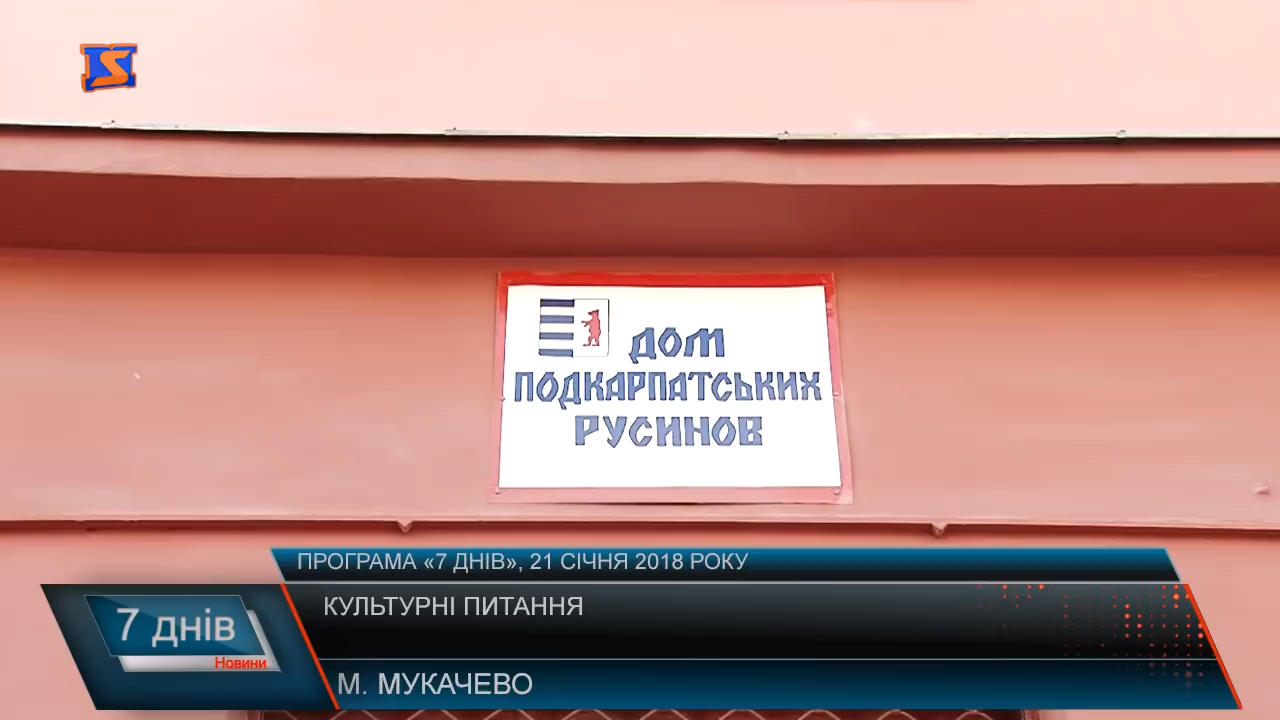 ДОМ
ПОДКАРПАТСЬКИХ
РУСИНОВ
ПРОГРАМА «7 ДНІВ», 21 СІЧНЯ 2018 РОКУ
КУЛЬТУРНІ ПИТАННЯ
7 днів
Новини
М. МУКАЧЕВО